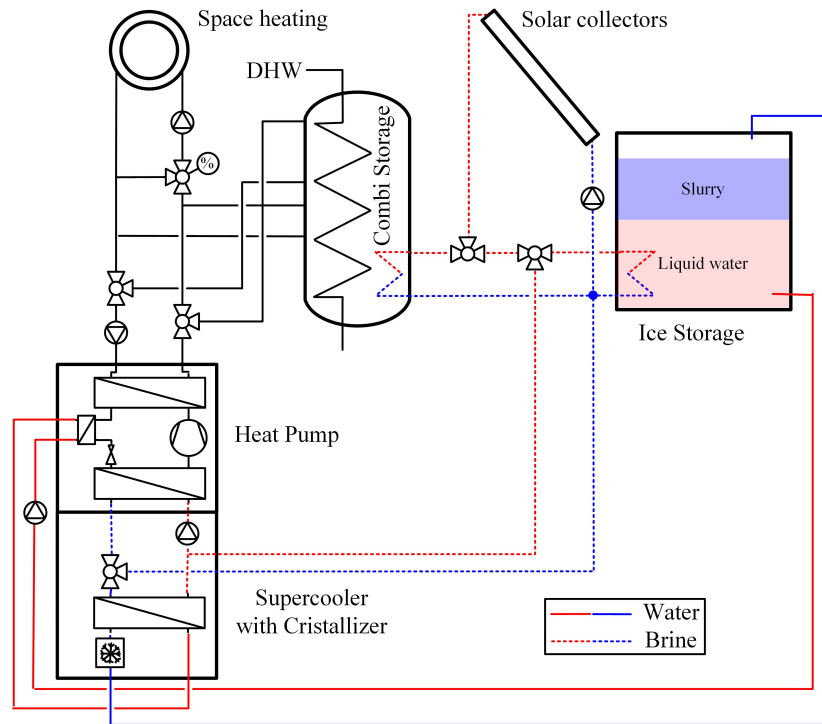 Space heating
Solar collectors
DHW
%
Combi Storage
Slurry
Liquid water
Ice Storage
Heat Pump
Supercooler
with Cristallizer
Water
Brine